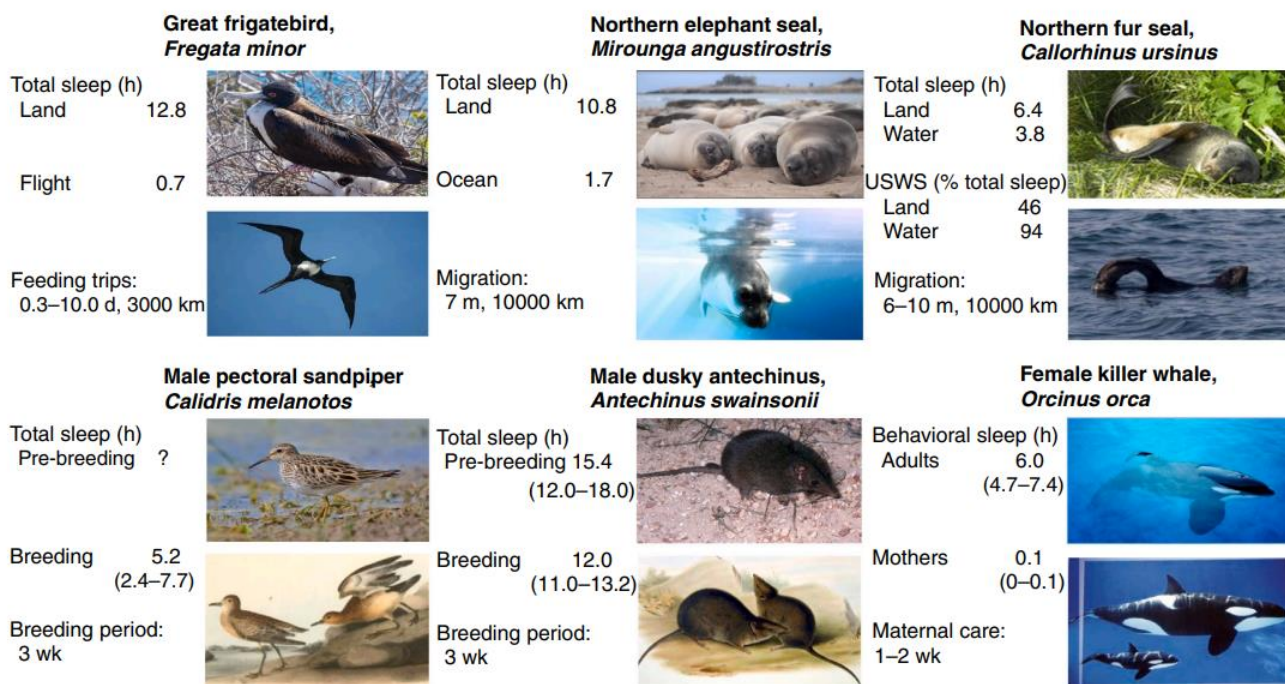 Great frigatebird,
Fregata minor
Total sleep (h)
Land 12.8
Flight 0.7
Feeding trips:
0.3–10.0 d, 3000 km
Northern elephant seal,
Mirounga angustirostris
Total sleep (h)
Land 10.8
Ocean 1.7
Migration:
7 m, 10000 km
Northern fur seal,
Callorhinus ursinus
Total sleep (h)
Land 6.4
Water 3.8
USWS (% total sleep)
Land 46
Water 94
Migration:
6–10 m, 10000 km
Male pectoral sandpiper
Calidris melanotos
Total sleep (h)
Pre-breeding ?
Breeding 5.2
(2.4–7.7)
Breeding period:
3 wk
Male dusky antechinus,
Antechinus swainsonii
Total sleep (h)
Pre-breeding 15.4
(12.0–18.0)
Breeding 12.0
(11.0–13.2)
Breeding period:
3 wk
Female killer whale,
Orcinus orca
Behavioral sleep (h)
Adults 6.0
(4.7–7.4)
Mothers 0.1
(0–0.1)
Maternal care:
1–2 wk